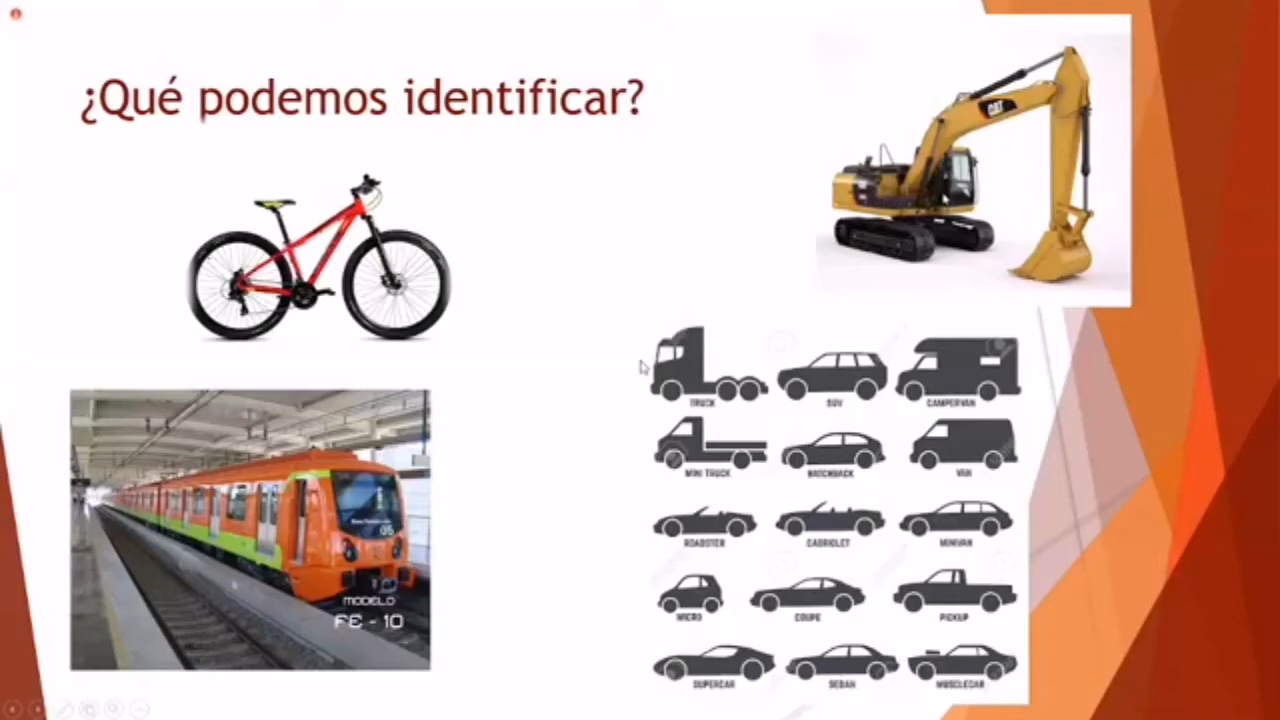 ¿Qué podemos identificar?
CAT
MODELO
FE - 10
TRUCK
SUV
CAMPERVAN
MINI TRUCK
HATCHBACK
VAN
ROADSTER
CABRIOLET
MINIVAN
MICRO
COUPE
PICKUP
SUPERCAR
SEDAN
MUSCLECAR